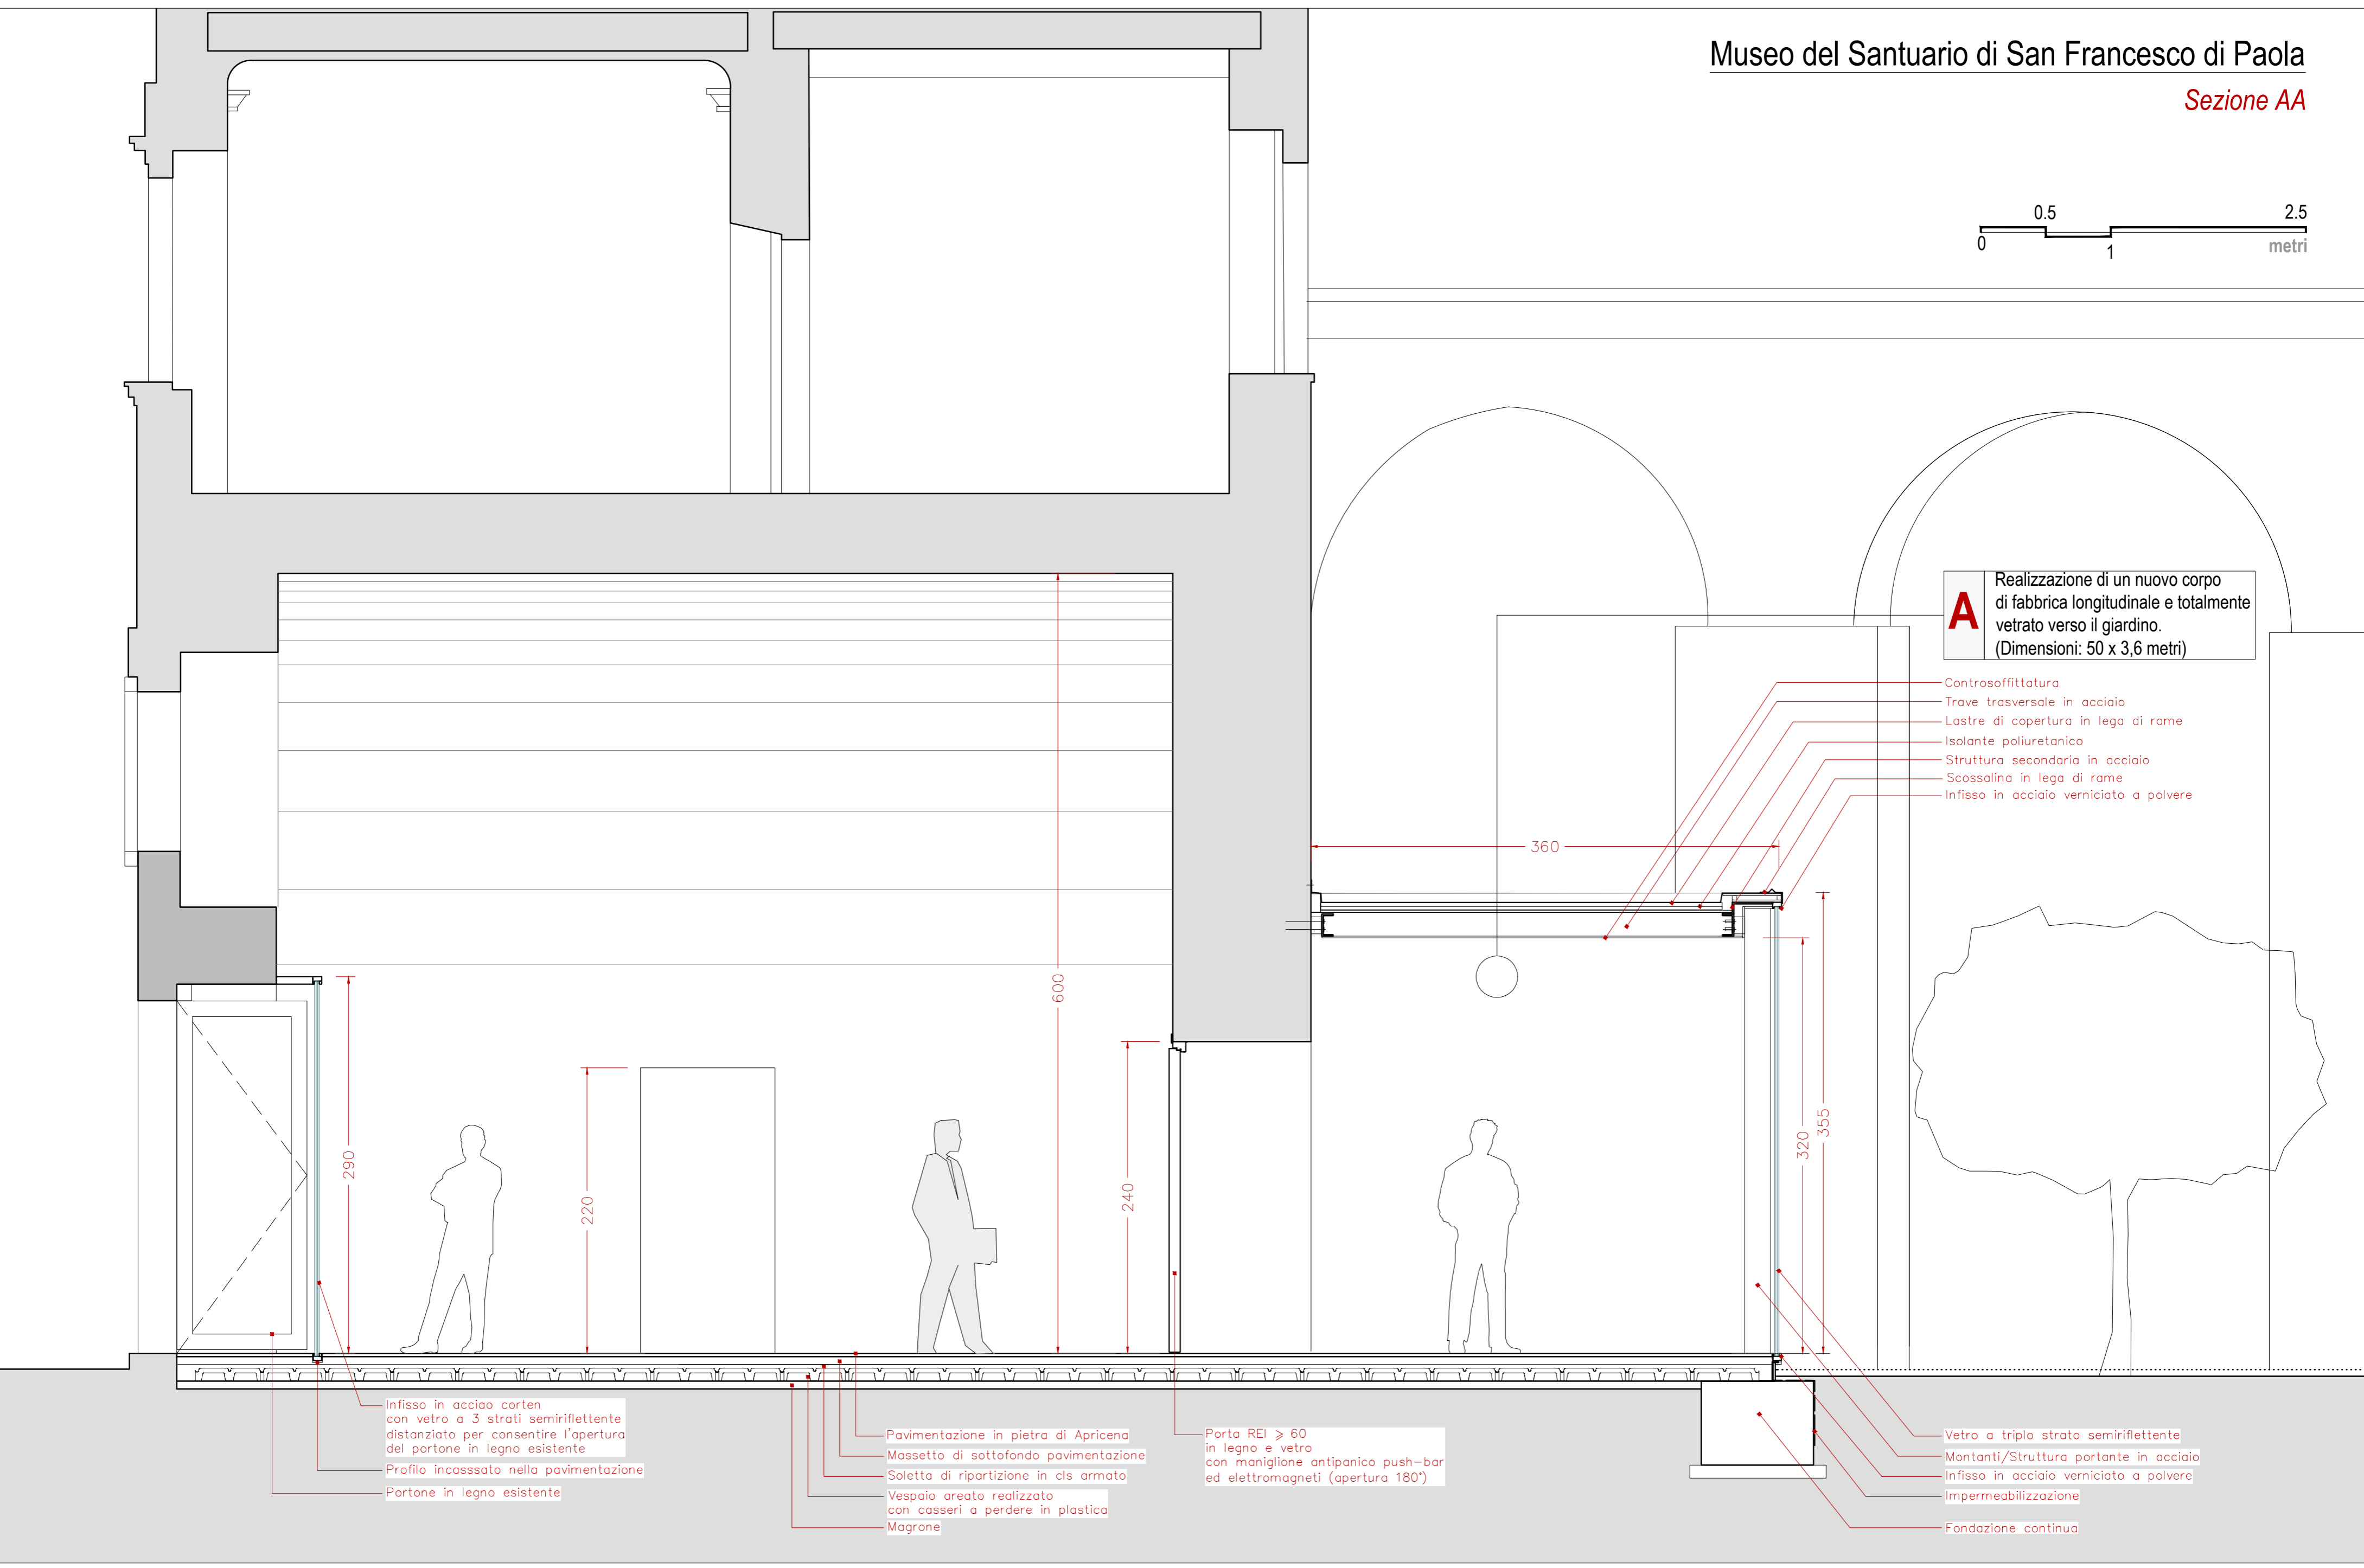 Museo del Santuario di San Francesco di Paola
Sezione AA
0.5
2.5
0
1
metri
A
Realizzazione di un nuovo corpo
di fabbrica longitudinale e totalmente
vetrato verso il giardino.
(Dimensioni: 50 x 3,6 metri)
Controsoffittatura
Trave trasversale in acciaio
Lastre di copertura in lega di rame
Isolante poliuretanico
Struttura secondaria in acciaio
Scossalina in lega di rame
Infisso in acciaio verniciato a polvere
360
600
290
220
240
320
355
Infisso in acciao corten
con vetro a 3 strati semiriflettente
distanziato per consentire l'apertura
del portone in legno esistente
Profilo incasssato nella pavimentazione
Portone in legno esistente
Pavimentazione in pietra di Apricena
Massetto di sottofondo pavimentazione
Soletta di ripartizione in cls armato
Vespaio areato realizzato
con casseri a perdere in plastica
Magrone
Porta REI ⩾ 60
in legno e vetro
con maniglione antipanico push-bar
ed elettromagneti (apertura 180°)
Vetro a triplo strato semiriflettente
Montanti/Struttura portante in acciaio
Infisso in acciaio verniciato a polvere
Impermeabilizzazione
Fondazione continua